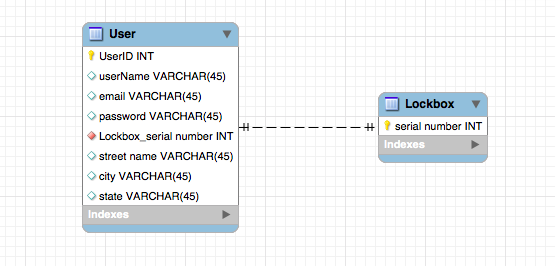 User
UserID INT
userName VARCHAR(45)
email VARCHAR(45)
password VARCHAR(45)
Lockbox_serial number INT
street name VARCHAR(45)
city VARCHAR(45)
state VARCHAR(45)
Indexes
Lockbox
serial number INT
Indexes